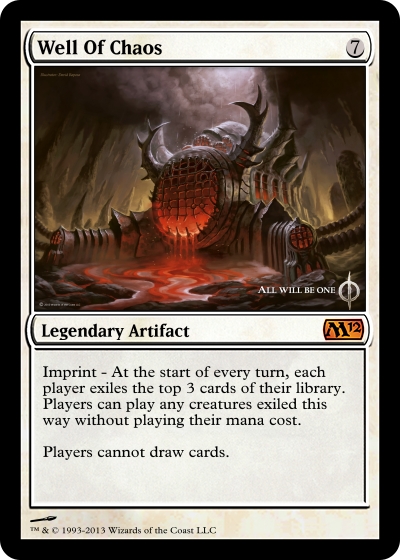 Well Of Chaos
7
ALL WILL BE ONE
Legendary Artifact
M12
Imprint - At the start of every turn, each
player exiles the top 3 cards of their library.
Players can play any creatures exiled this
way without playing their mana cost.
Players cannot draw cards.
™ & © 1993-2013 Wizards of the Coast LLC